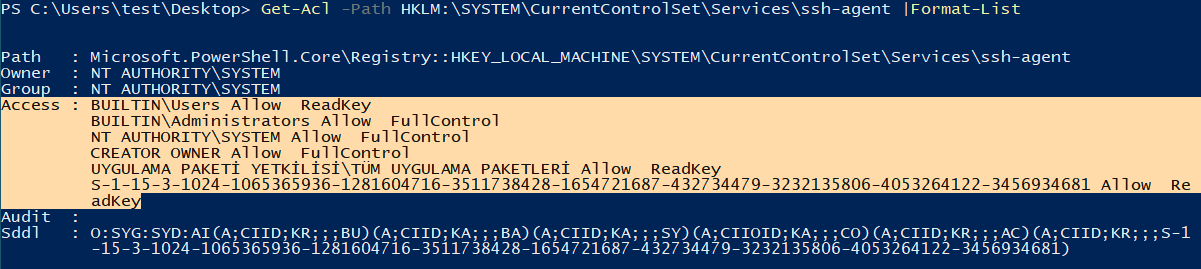 PS C:\Users\test\Desktop> Get-Acl -Path HKLM:\SYSTEM\CurrentControlSet\Services\ssh-agent |Format-List
Path   : Microsoft.PowerShell.Core\Registry::HKEY_LOCAL_MACHINE\SYSTEM\CurrentControlSet\Services\ssh-agent
Owner  : NT AUTHORITY\SYSTEM
Group  : NT AUTHORITY\SYSTEM
Access : BUILTIN\Users Allow  ReadKey
         BUILTIN\Administrators Allow  FullControl
         NT AUTHORITY\SYSTEM Allow  FullControl
         CREATOR OWNER Allow  FullControl
         UYGULAMA PAKETİ YETKİLİSİ\TÜM UYGULAMA PAKETLERİ Allow  ReadKey
         S-1-15-3-1024-1065365936-1281604716-3511738428-1654721687-432734479-3232135806-4053264122-3456934681 Allow  Re
         adKey
Audit  :
Sddl   : O:SYG:SYD:AI(A;CIID;KR;;;BU)(A;CIID;KA;;;BA)(A;CIID;KA;;;SY)(A;CIIOID;KA;;;CO)(A;CIID;KR;;;AC)(A;CIID;KR;;;S-1
         -15-3-1024-1065365936-1281604716-3511738428-1654721687-432734479-3232135806-4053264122-3456934681)